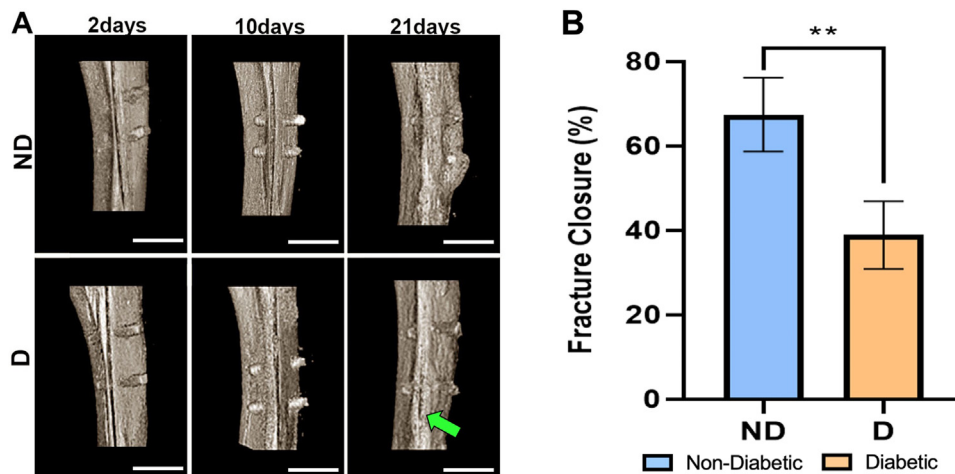 A
2days
10days
21days
ND
D
B
**
Fracture Closure (%)
80
60
40
20
0
ND
D
Non-Diabetic
Diabetic